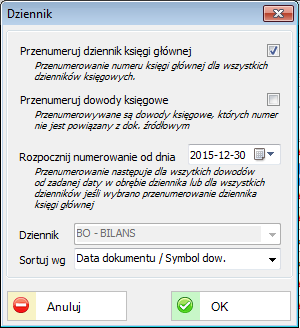 Dziennik
Przenumeruj dziennik księgi głównej
Przenumerowanie numeru księgi głównej dla wszystkich
dzienników księgowych.
Przenumeruj dowody księgowe
Przenumerowywane są dowody księgowe, których numer
nie jest powiązany z dok. źródłowym
Rozpocznij numerowanie od dnia 2015-12-30
Przenumerowanie następuje dla wszystkich dowodów
od zadanej daty w obrębie dziennika lub dla wszystkich
dzienników jeśli wybrano przenumerowanie dziennika
księgi głównej
Dziennik BO - BILANS
Sortuj wg Data dokumentu / Symbol dow.
Anuluj OK